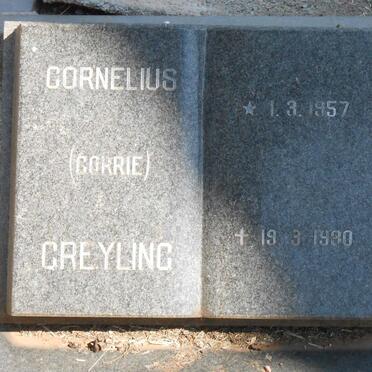 CORNELIUS
(CORRIE)
GREYLING
★ 1.3.1957
✝ 19.3.1980